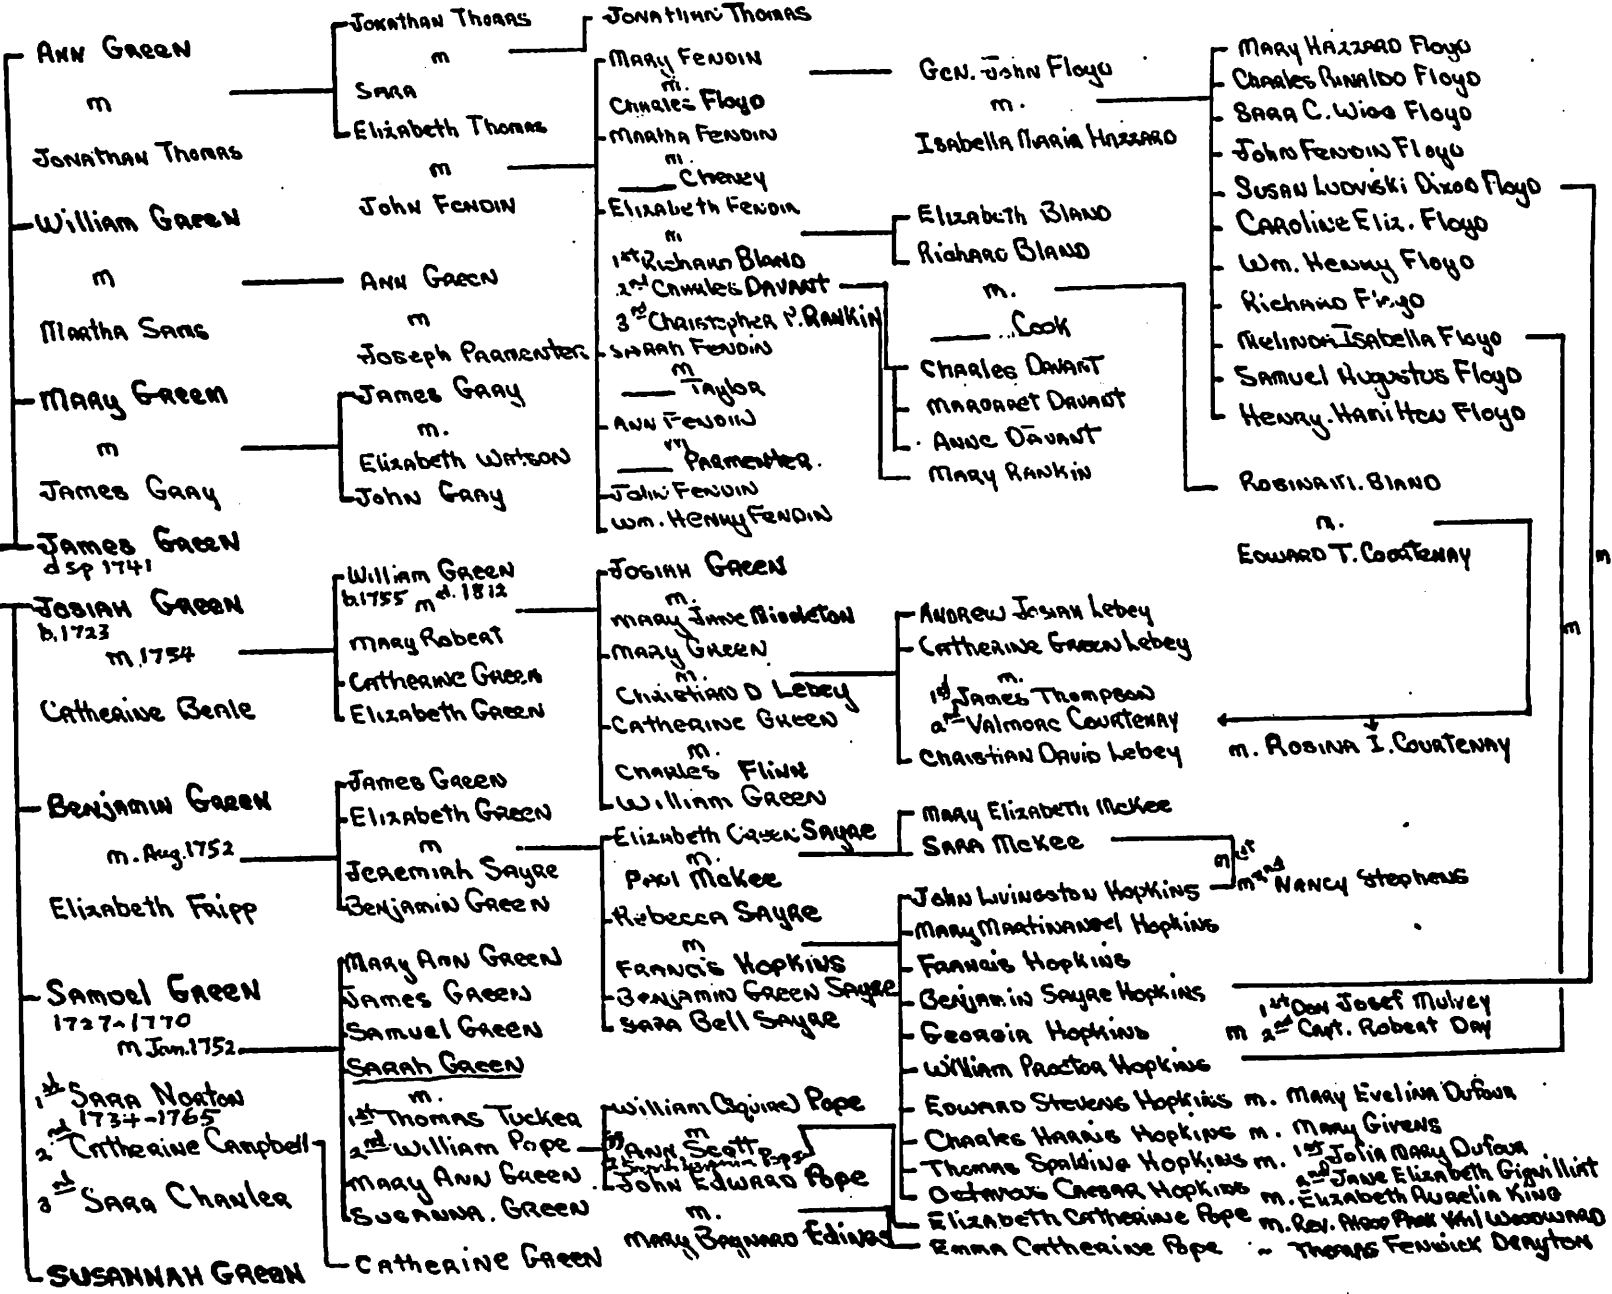 Ann Green
m
Jonathan Thomas
William Green
m
Martha Sams
Mary Green
m
James Gray
James Green
d sp 1741
Josiah Green
b. 1723
m. 1754
Catherine Beale
Benjamin Green
m. Aug. 1752
Elizabeth Fripp
Samuel Green
1727-1770
m Jan. 1752
1st Sara Norton
1734-1765
2nd Catherine Campbell
3rd Sara Chanler
Susannah Green
Jonathan Thomas
m
Sara
Elizabeth Thomas
m
John Fendin
Ann Green
m
Joseph Parmenter
James Gray
m.
Elizabeth Watson
John Gray
William Green
b. 1755 m d. 1812
Mary Robert
Catherine Green
Elizabeth Green
James Green
Elizabeth Green
m
Jeremiah Sayre
Benjamin Green
Mary Ann Green
James Green
Samuel Green
Sarah Green
m.
1st Thomas Tucker
2nd William Pope
Mary Ann Green
Susanna. Green
Catherine Green
Jonathan Thomas
Mary Fendin
m.
Charles Floyd
Martha Fendin
m.
Cheney
Elizabeth Fendin
m
1st Richard Bland
2nd Charles Davant
3rd Christopher P. Rankin
Sarah Fendin
m
Taylor
Ann Fendin
m
Parmenter.
John Fendin
Wm. Henry Fendin
Josiah Green
m.
Mary Jane Middleton
Mary Green
m.
Christian D Lebey
Catherine Green
m.
Charles Flinn
William Green
Elizabeth Green Sayre
m.
Paul McKee
Rebecca Sayre
m
Francis Hopkins
Benjamin Green Sayre
Sara Bell Sayre
William (Squire) Pope
m
Ann Scott
John Edward Pope
m.
Mary Baynard Edings
Gen. John Floyd
m.
Isabella Maria Hazzard
Elizabeth Bland
Richard Bland
m.
Cook
Charles Davant
Margaret Davant
Anne Davant
Mary Rankin
Andrew Josiah Lebey
Catherine Green Lebey
m.
1st James Thompson
2nd Valmore Courtenay
Christian David Lebey
Mary Elizabeth McKee
Sara McKee
m 1st
John Livingston Hopkins m 2nd Nancy Stephens
Mary Martinangel Hopkins
Francis Hopkins
Benjamin Sayre Hopkins
Georgia Hopkins m 1st Don Josef Mulvey
2nd Capt. Robert Day
William Proctor Hopkins
Edward Stevens Hopkins m. Mary Evelina Dufour
Charles Harris Hopkins m. Mary Givens
Thomas Spalding Hopkins m. 1st Julia Mary Dufour
2nd Jane Elizabeth Gignilliat
Octavius Caesar Hopkins m. Elizabeth Aurelia King
Elizabeth Catherine Pope m. Rev. Woodward
Emma Catherine Pope ~ Thomas Fenwick Drayton
Mary Hazzard Floyd
Charles Rinaldo Floyd
Sara C. Wigg Floyd
John Fendin Floyd
Susan Ludviski Dixon Floyd
Caroline Eliz. Floyd
Wm. Henry Floyd
Richard Floyd
Melinda Isabella Floyd
Samuel Augustus Floyd
Henry. Hamilton Floyd
Robina M. Bland
m.
Edward T. Courtenay
m. Robina I. Courtenay
m
m